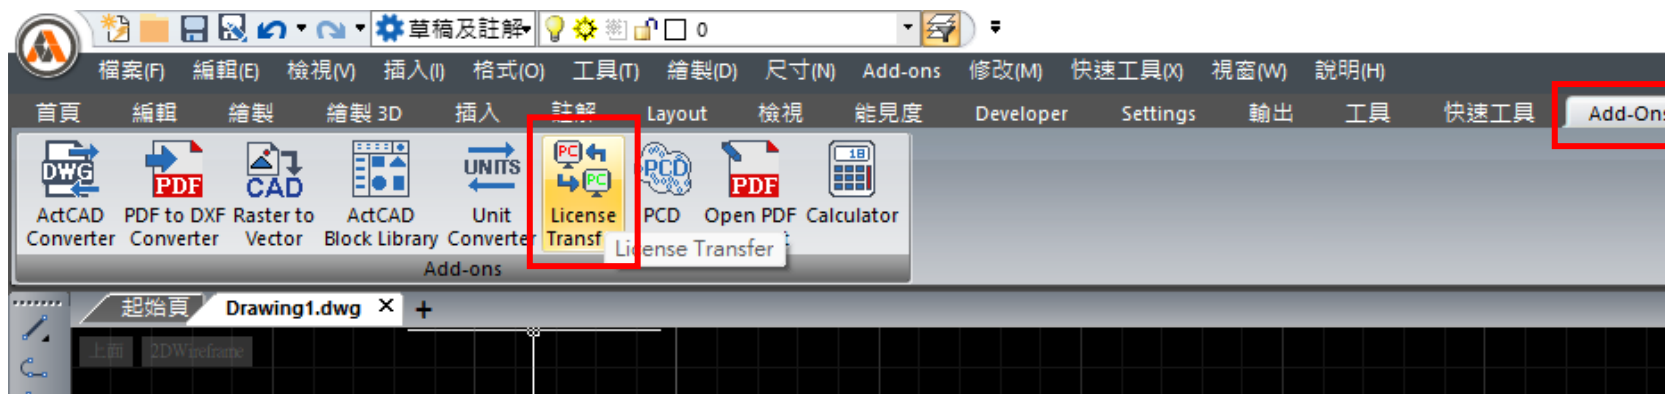 草稿及註解 0
檔案(F) 編輯(E) 檢視(V) 插入(I) 格式(O) 工具(T) 繪製(D) 尺寸(N) Add-ons 修改(M) 快速工具(X) 視窗(W) 說明(H)
首頁 編輯 繪製 繪製 3D 插入 註解 Layout 檢視 能見度 Developer Settings 輸出 工具 快速工具 Add-Ons
DWG PDF CAD UNITS PC PC PCD PDF 18
ActCAD PDF to DXF Raster to ActCAD Unit License PCD Open PDF Calculator
Converter Converter Vector Block Library Converter Transf
License Transfer
Add-ons
起始頁 Drawing1.dwg
上面 2DWireframe